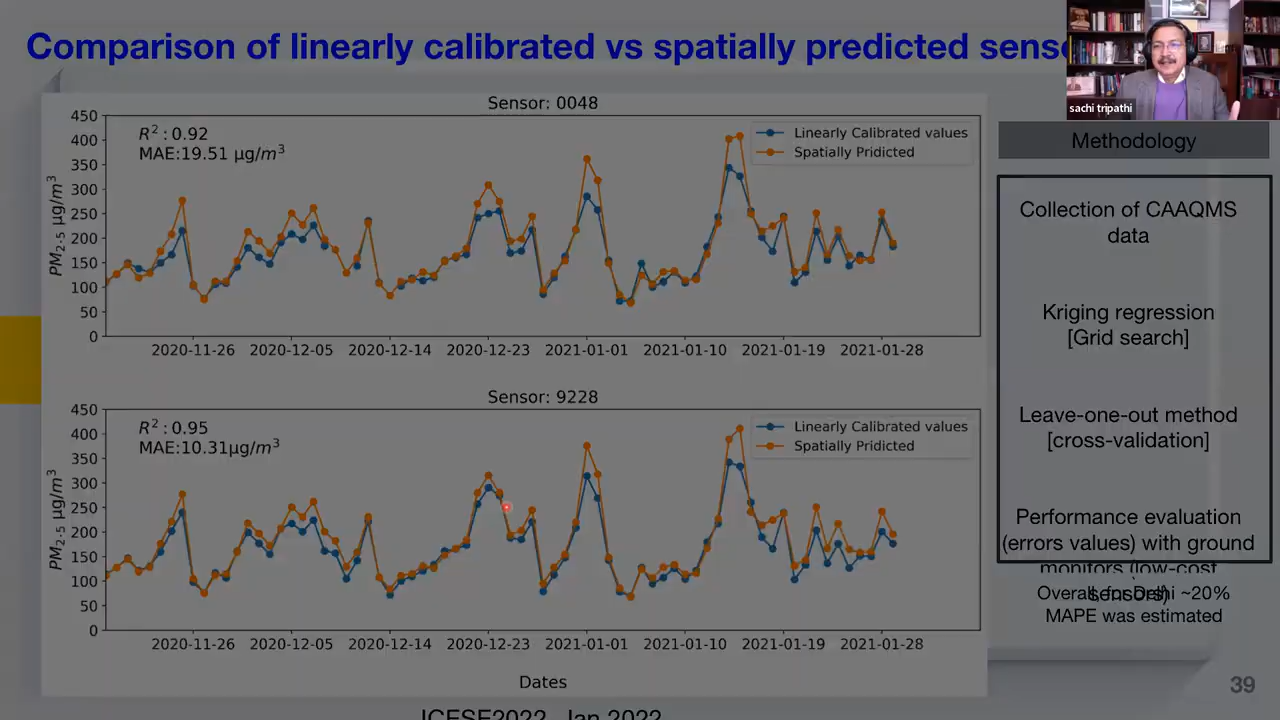 Comparison of linearly calibrated vs spatially predicted sens
sachi tripathi
Sensor: 0048
R²: 0.92
MAE:19.51 µg/m³
Linearly Calibrated values
Spatially Pridicted
PM₂.₅ µg/m³
450
400
350
300
250
200
150
100
50
0
2020-11-26 2020-12-05 2020-12-14 2020-12-23 2021-01-01 2021-01-10 2021-01-19 2021-01-28
Sensor: 9228
R²: 0.95
MAE:10.31µg/m³
Linearly Calibrated values
Spatially Pridicted
PM₂.₅ µg/m³
450
400
350
300
250
200
150
100
50
0
2020-11-26 2020-12-05 2020-12-14 2020-12-23 2021-01-01 2021-01-10 2021-01-19 2021-01-28
Dates
Methodology
Collection of CAAQMS
data
Kriging regression
[Grid search]
Leave-one-out method
[cross-validation]
Performance evaluation
(errors values) with ground
monitors (low-cost
sensors)
Overall, for Delhi ~20%
MAPE was estimated
39
ICESE2022, Jan 2022